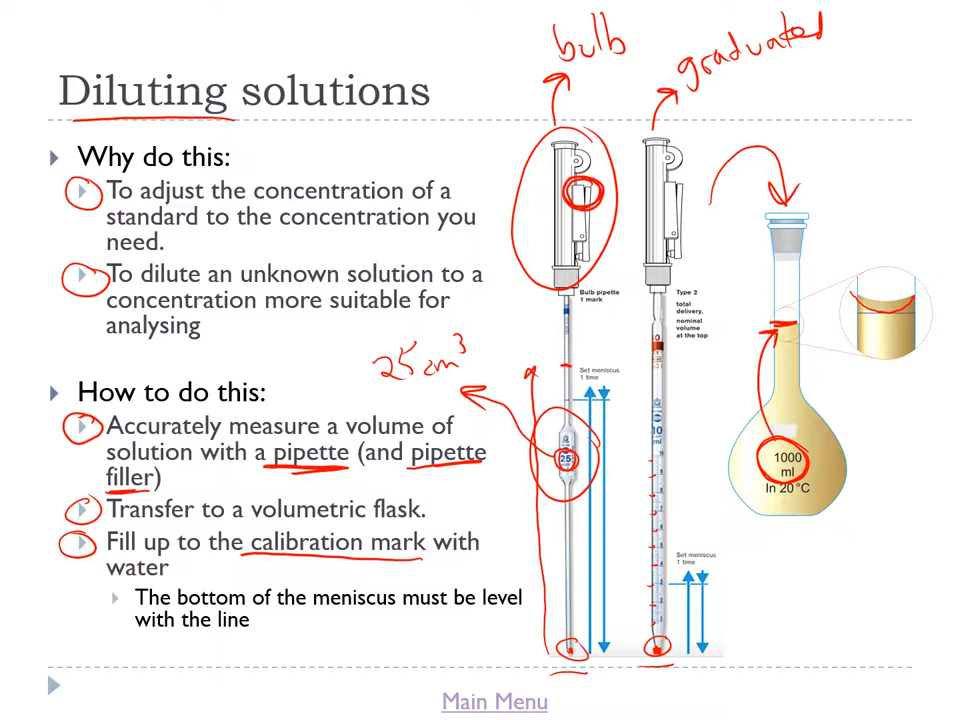 bulb
graduated
Diluting solutions
Why do this:
To adjust the concentration of a
standard to the concentration you
need.
To dilute an unknown solution to a
concentration more suitable for
analysing
25cm³
How to do this:
Accurately measure a volume of
solution with a pipette (and pipette
filler)
Transfer to a volumetric flask.
Fill up to the calibration mark with
water
The bottom of the meniscus must be level
with the line
Bulb pipette
1 mark
Set meniscus
1 time
25
Type 2
total
delivery,
nominal
volume
at the top
0
10
ml
Set meniscus
1 time
1000
ml
In 20 °C
Main Menu